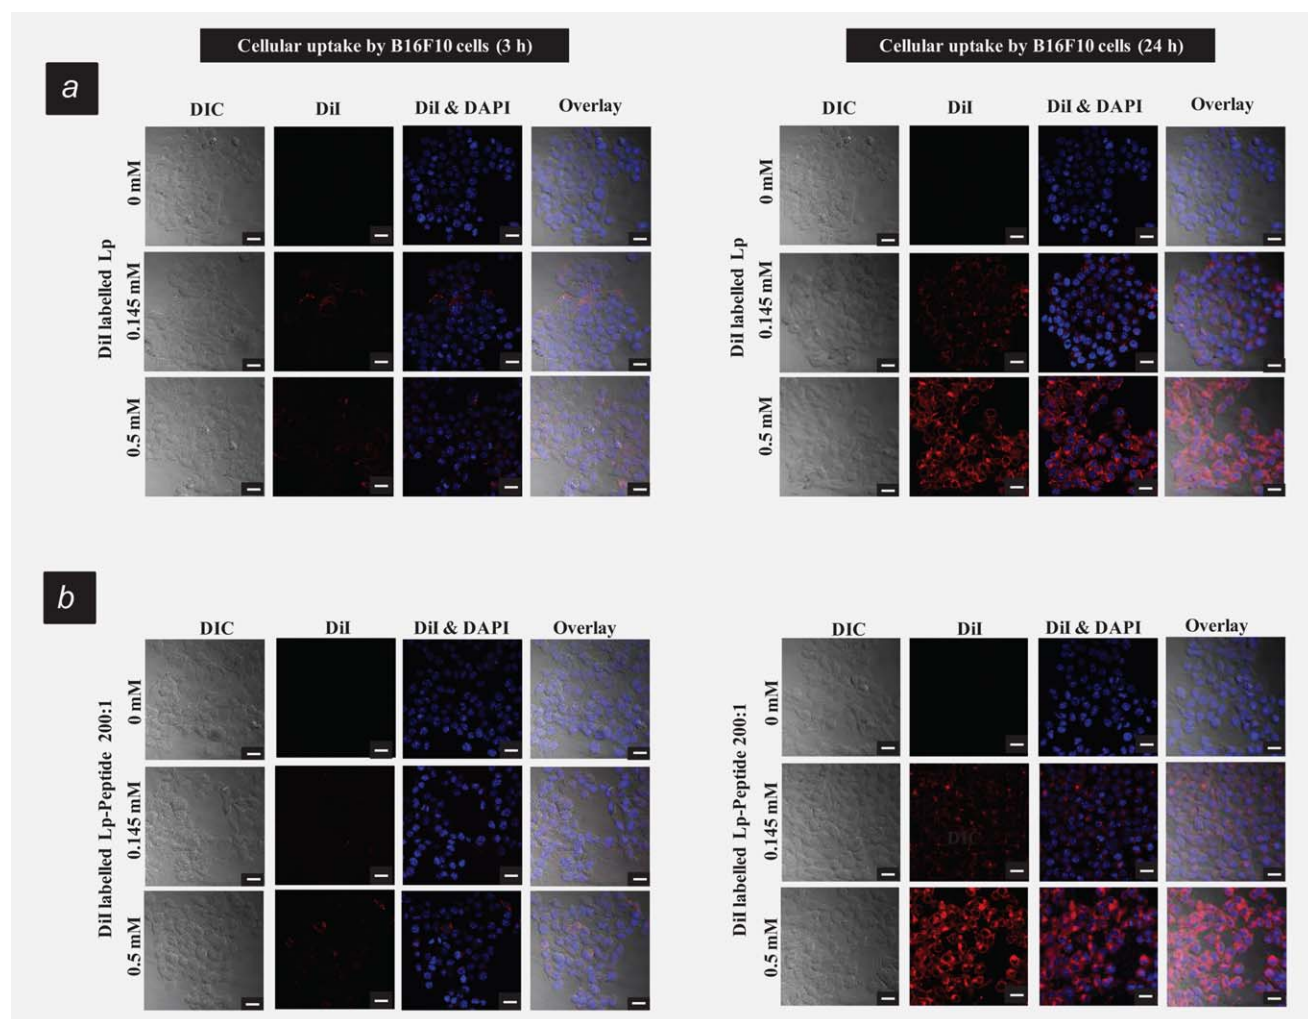 Cellular uptake by B16F10 cells (3 h)
Cellular uptake by B16F10 cells (24 h)
a
DIC DiI DiI & DAPI Overlay
DiI labelled Lp
0 mM
0.145 mM
0.5 mM
DIC DiI DiI & DAPI Overlay
DiI labelled Lp
0 mM
0.145 mM
0.5 mM
b
DIC DiI DiI & DAPI Overlay
DiI labelled Lp-Peptide 200:1
0 mM
0.145 mM
0.5 mM
DIC DiI DiI & DAPI Overlay
DiI labelled Lp-Peptide 200:1
0 mM
0.145 mM
0.5 mM
DIC